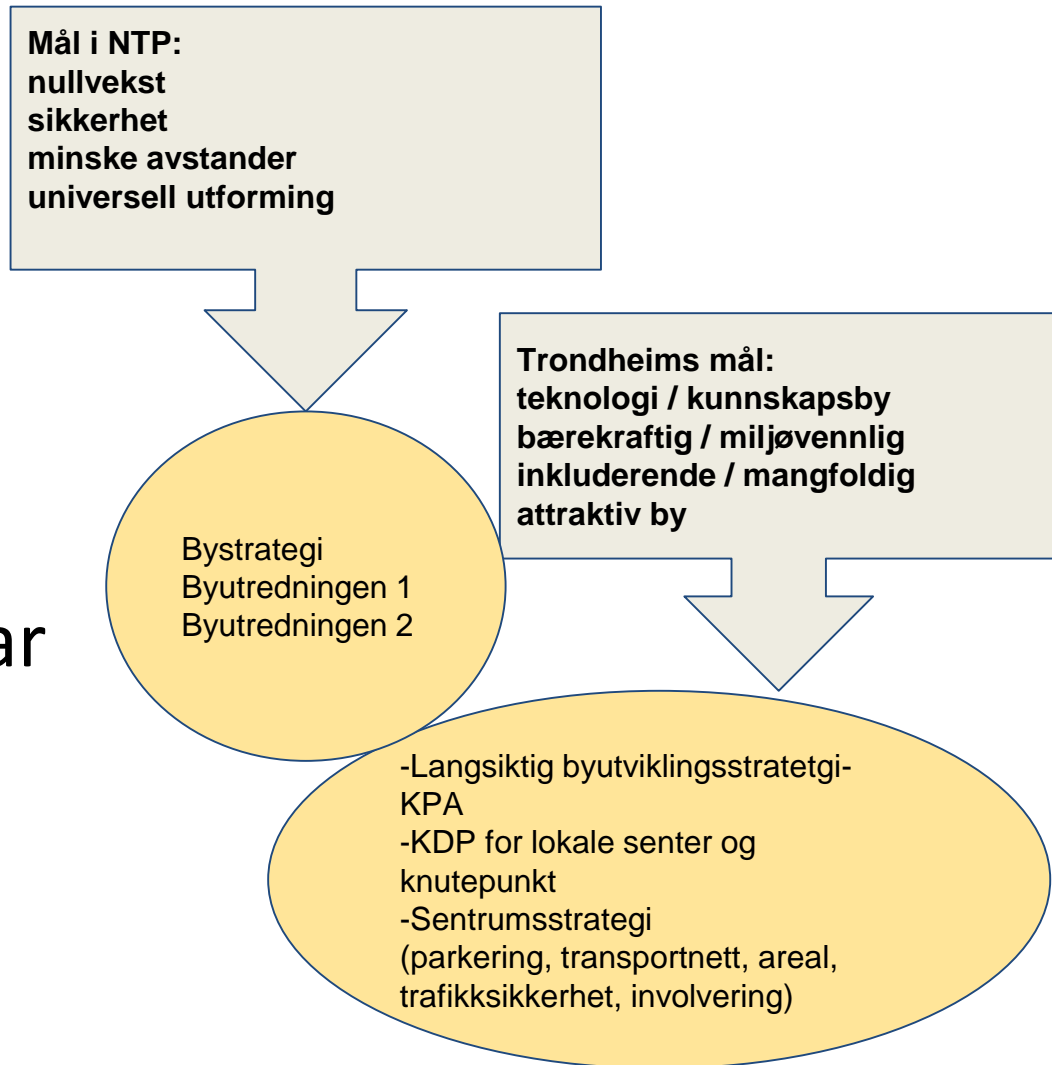 Mål i NTP:
nullvekst
sikkerhet
minske avstander
universell utforming
Trondheims mål:
teknologi / kunnskapsby
bærekraftig / miljøvennlig
inkluderende / mangfoldig
attraktiv by
Bystrategi
Byutredningen 1
Byutredningen 2
ar
-Langsiktig byutviklingsstratetgi-
KPA
-KDP for lokale senter og
knutepunkt
-Sentrumsstrategi
(parkering, transportnett, areal,
trafikksikkerhet, involvering)